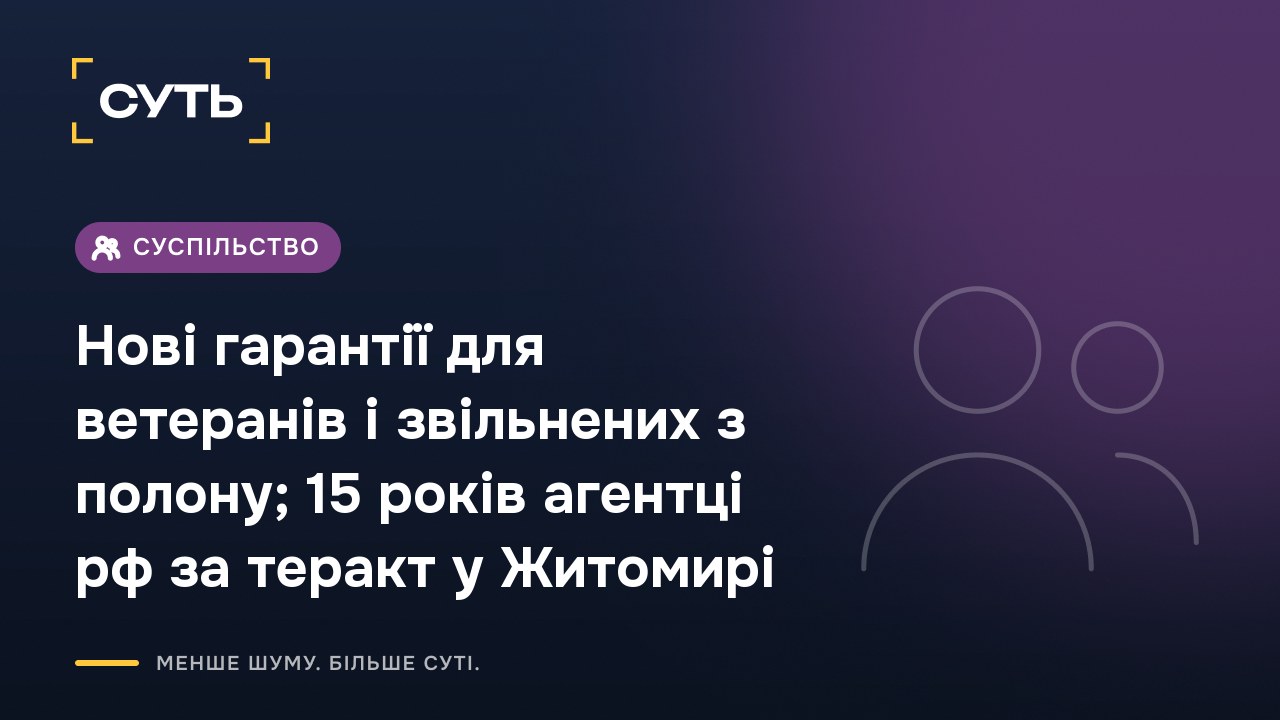 СУТЬ
СУСПІЛЬСТВО
Нові гарантії для
ветеранів і звільнених з
полону; 15 років агентці
рф за теракт у Житомирі
МЕНШЕ ШУМУ. БІЛЬШЕ СУТІ.